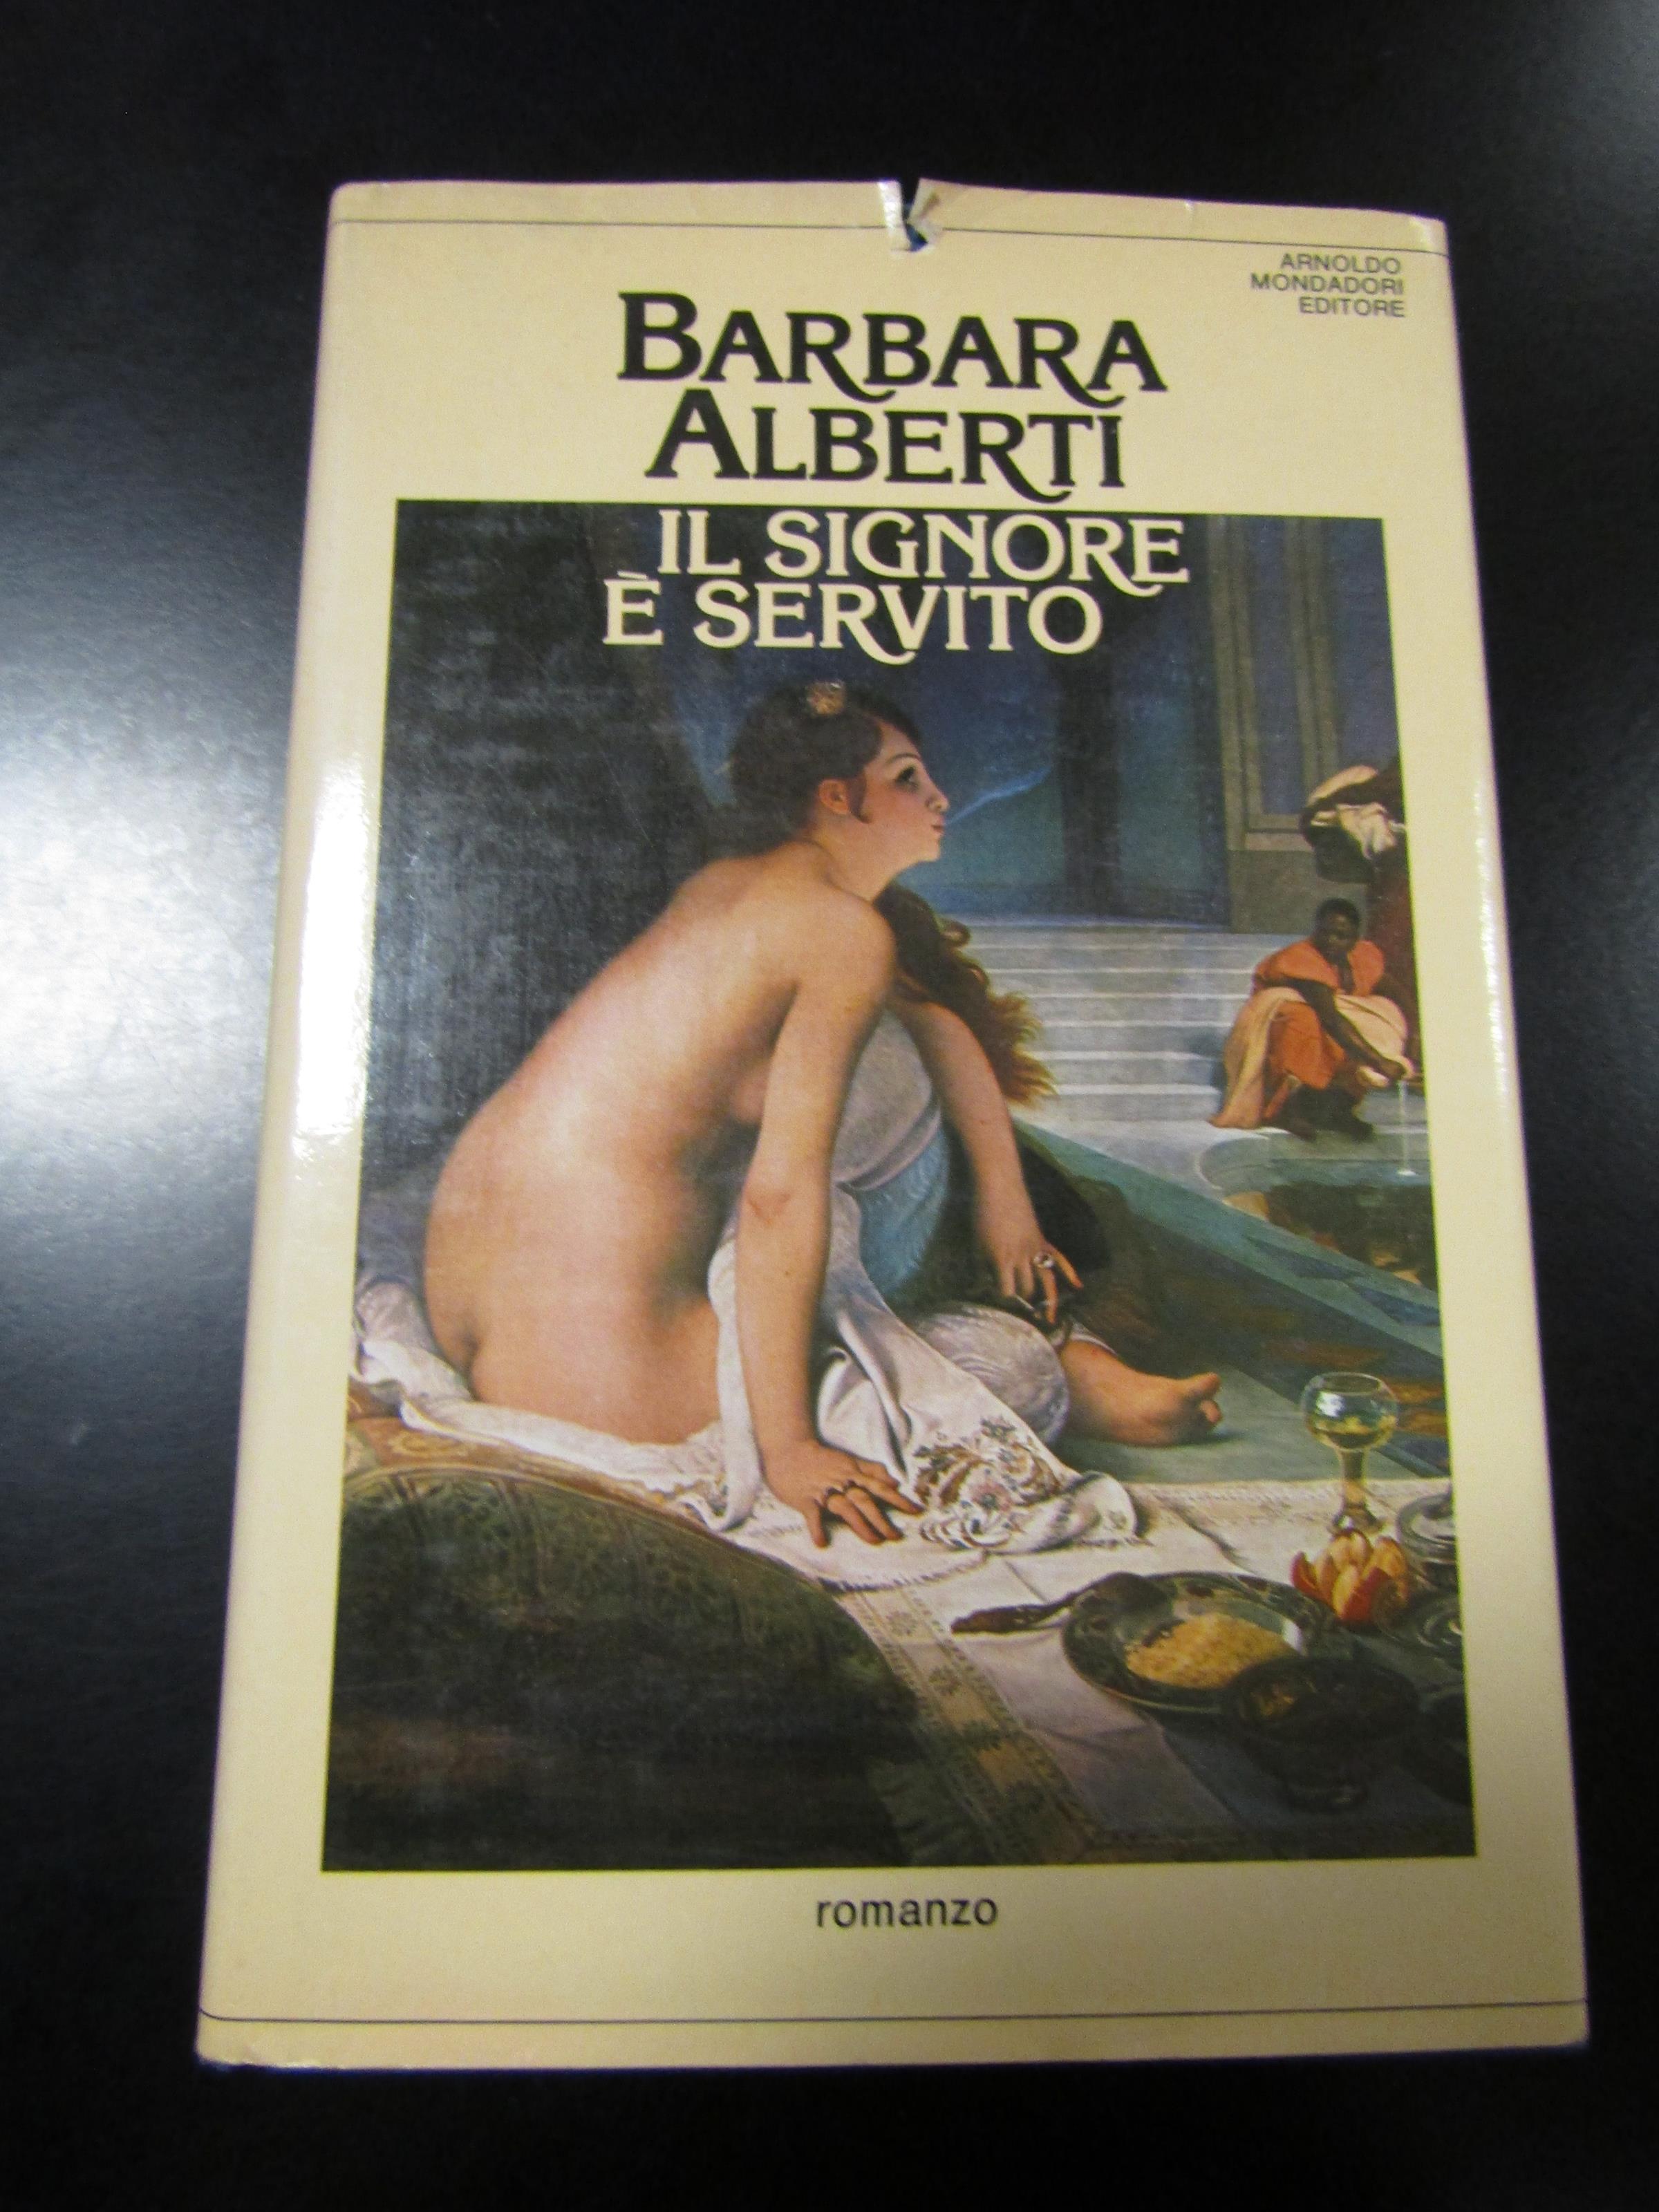 ARNOLDO
MONDADORI
EDITORE
BARBARA
ALBERTI
IL SIGNORE
È SERVITO
romanzo